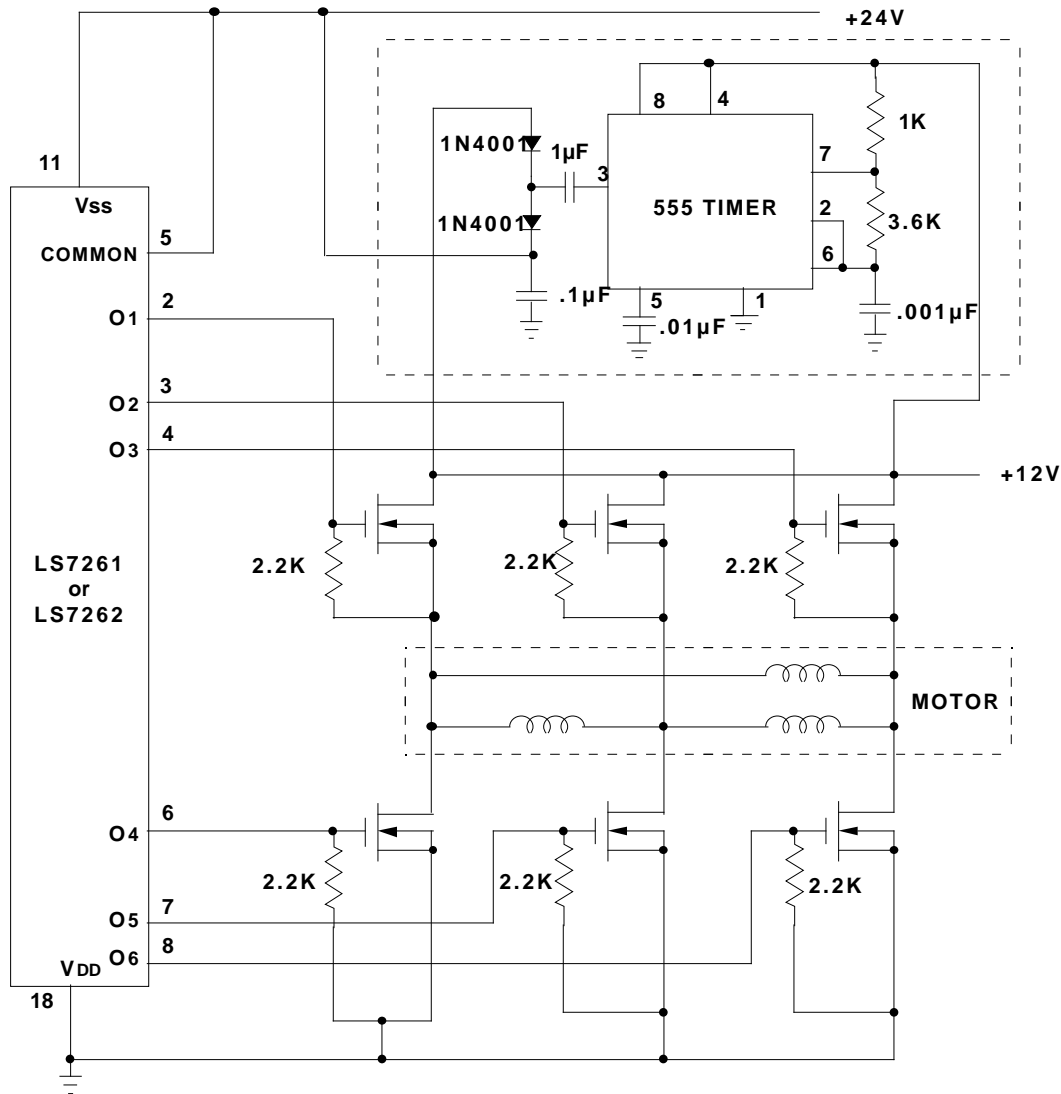 +24V
8
4
1N4001
1µF
3
7
1K
11
555 TIMER
2
3.6K
VSS
1N4001
6
5
COMMON
.1µF
5
1
.001µF
.01µF
2
O1
3
O2
4
O3
+12V
LS7261
or
LS7262
2.2K
2.2K
2.2K
MOTOR
6
O4
2.2K
2.2K
2.2K
7
O5
8
O6
VDD
18